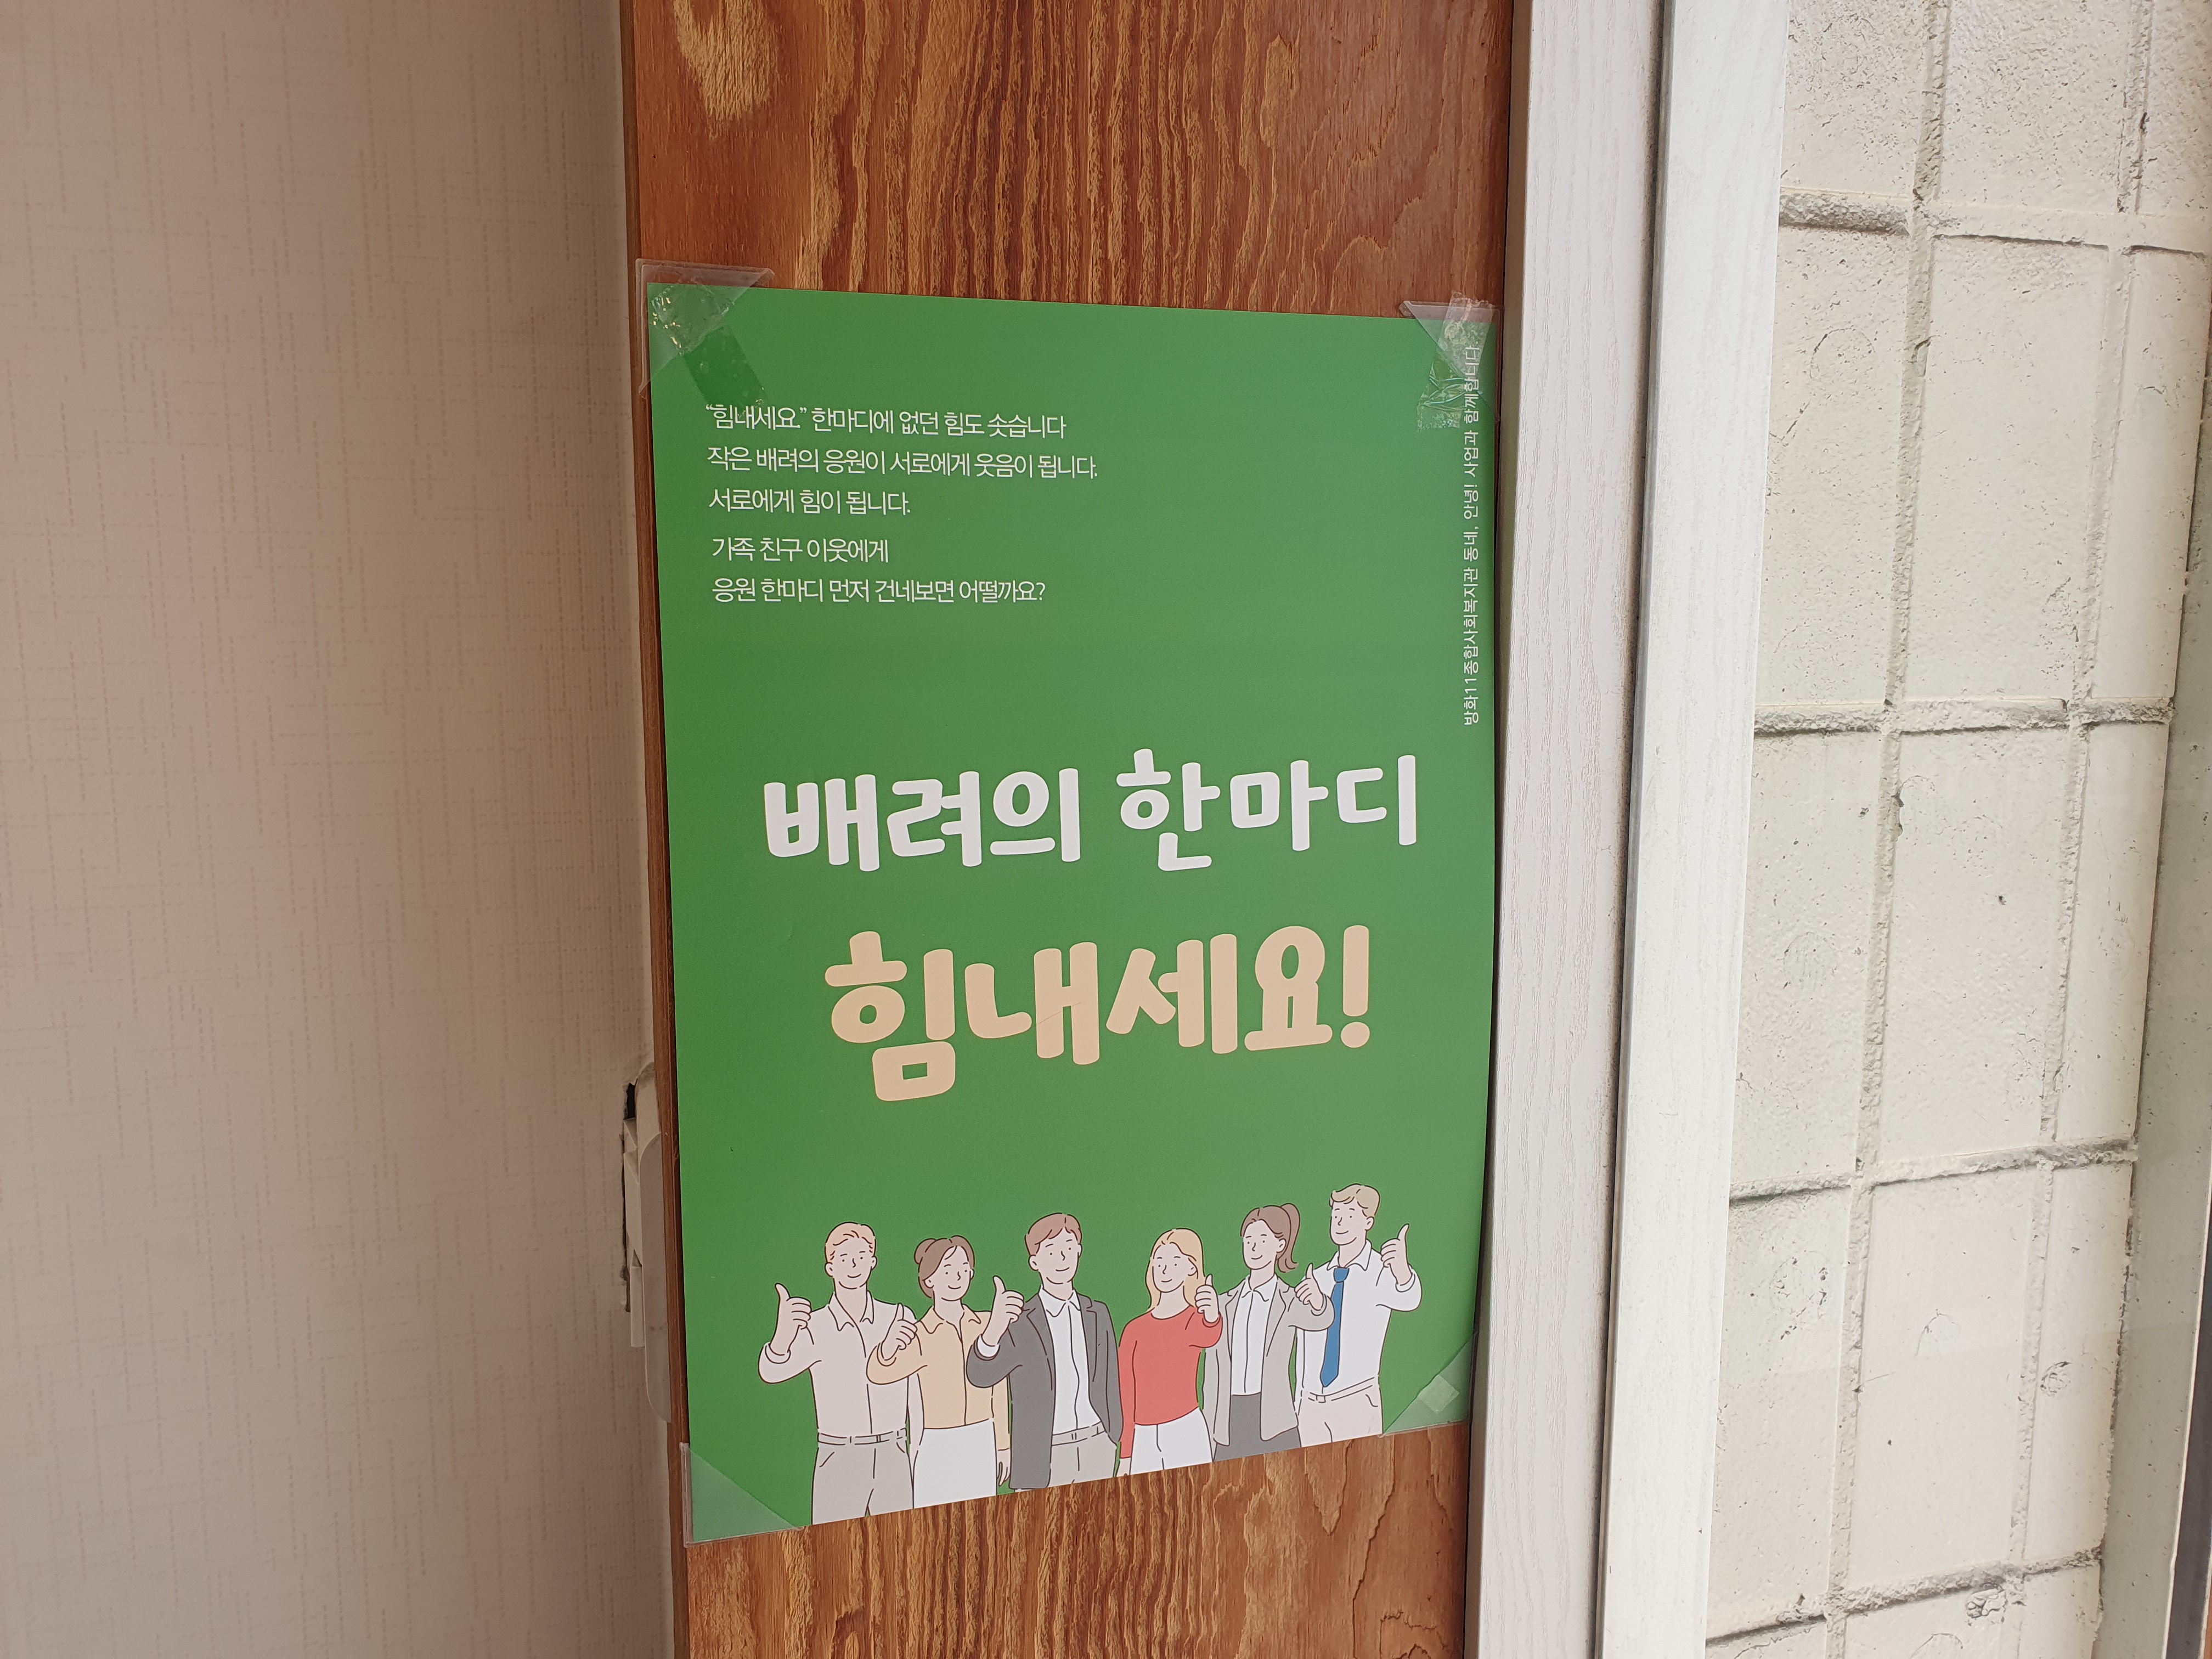 “힘내세요.” 한마디에 없던 힘도 솟습니다
작은 배려의 응원이 서로에게 웃음이 됩니다.
서로에게 힘이 됩니다.
가족 친구 이웃에게
응원 한마디 먼저 건네보면 어떨까요?
방화11종합사회복지관 동네, 안녕! 사업과 함께합니다.
배려의 한마디
힘내세요!